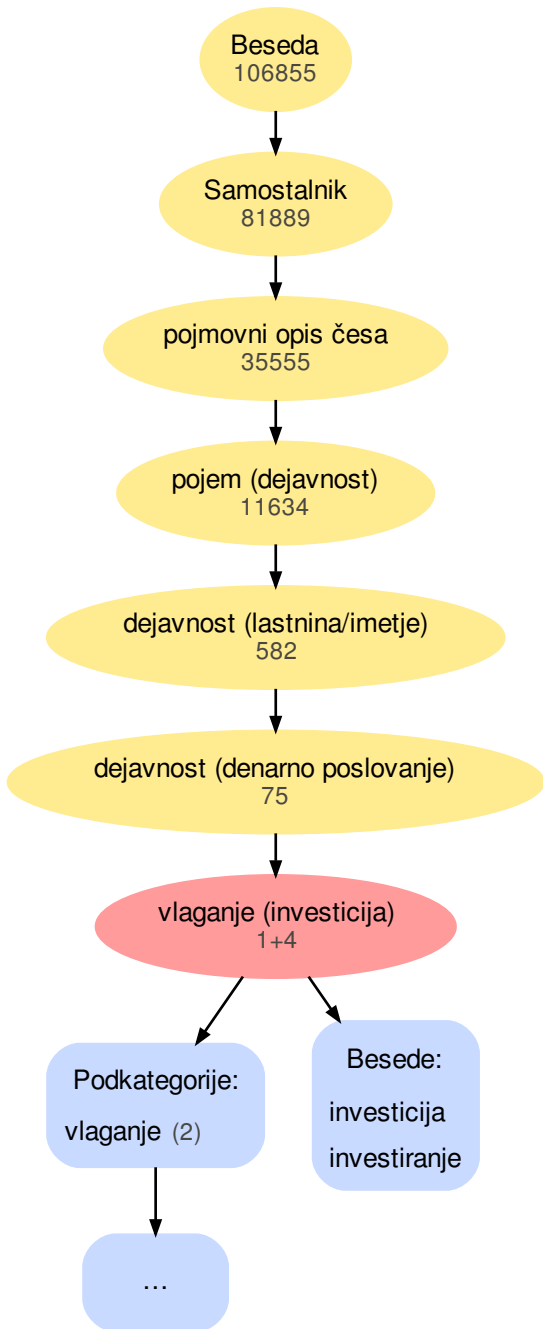 Beseda
106855
Samostalnik
81889
pojmovni opis česa
35555
pojem (dejavnost)
11634
dejavnost (lastnina/imetje)
582
dejavnost (denarno poslovanje)
75
vlaganje (investicija)
1+4
Podkategorije:
vlaganje (2)
Besede:
investicija
investiranje
...